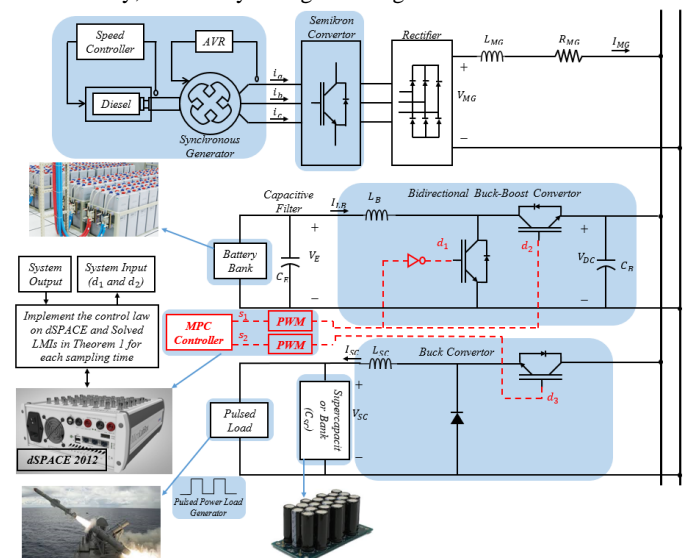 Speed
Controller
AVR
Diesel
Synchronous
Generator
i_a
i_b
i_c
Semikron
Convertor
Rectifier
L_MG
R_MG
I_MG
+
V_MG
−
Battery
Bank
Capacitive
Filter
C_E
+
V_E
−
I_LB
L_B
Bidirectional Buck-Boost Convertor
d_1
d_2
+
V_DC
−
C_B
System
Output
System Input
(d_1 and d_2)
Implement the control law
on dSPACE and Solved
LMIs in Theorem 1 for
each sampling time
MPC
Controller
s_1
s_2
PWM
PWM
dSPACE 2012
Pulsed
Load
Supercapacit
or Bank
I_SC
L_SC
+
V_SC
−
Buck Convertor
d_3
Pulsed Power Load
Generator